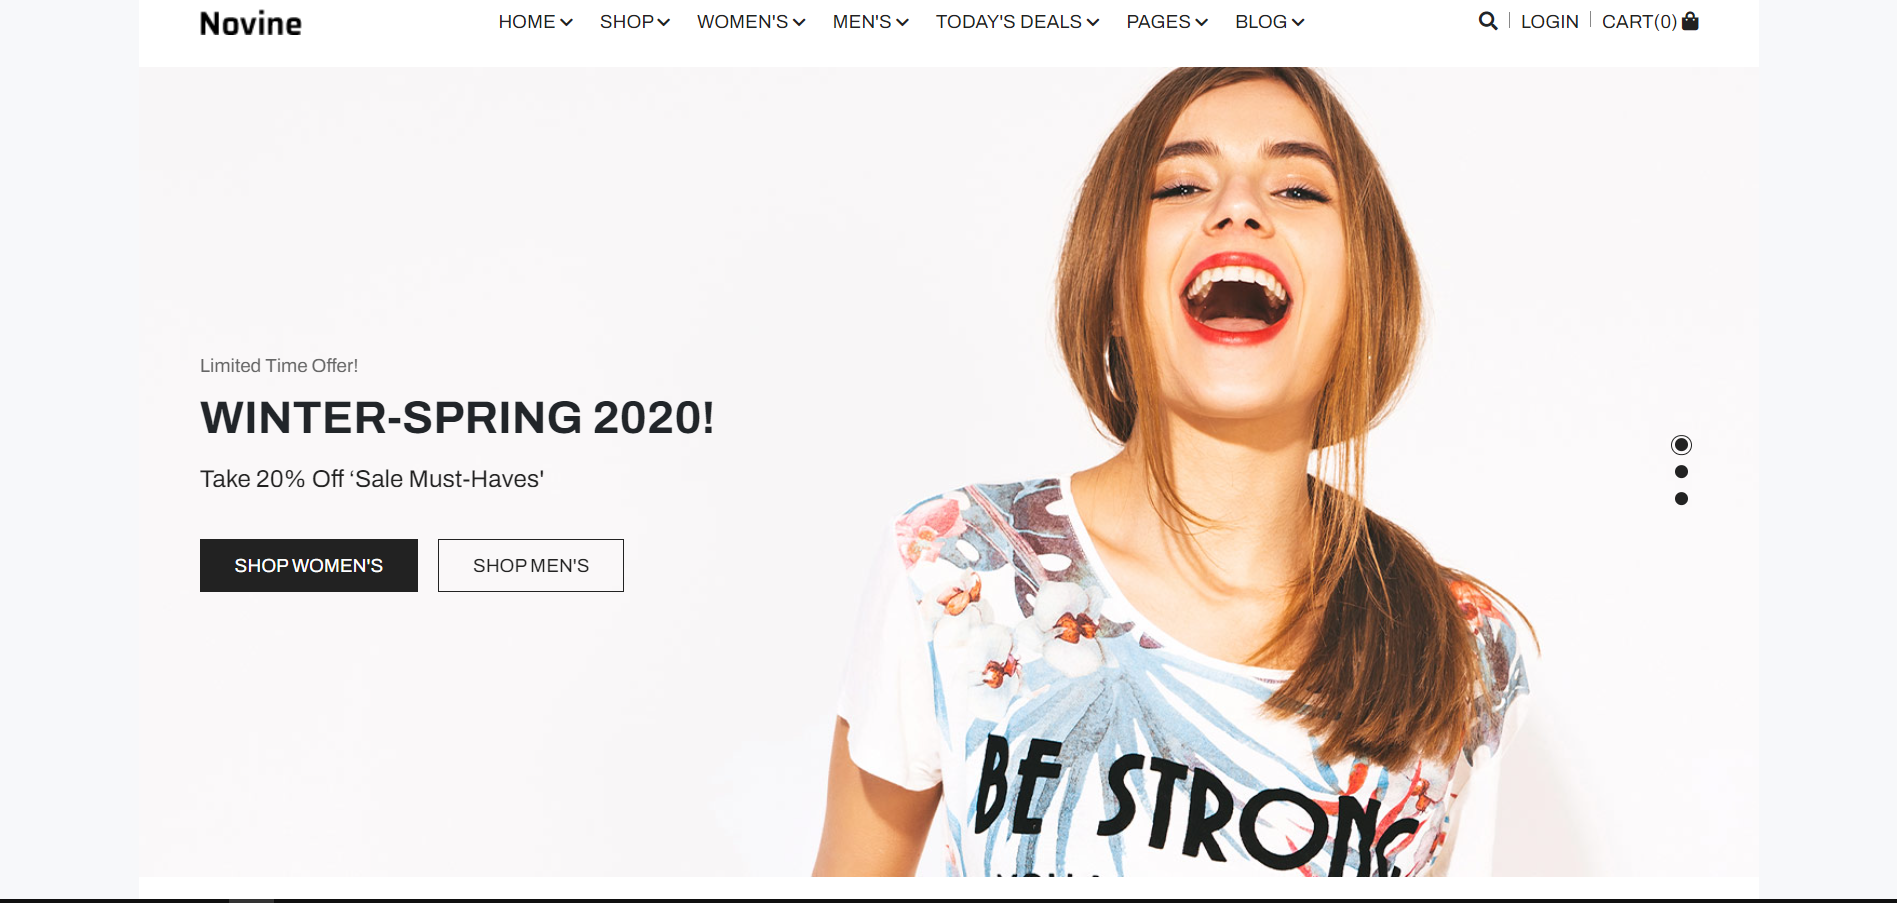 Novine
HOME SHOP WOMEN'S MEN'S TODAY'S DEALS PAGES BLOG
LOGIN CART(0)
Limited Time Offer!
WINTER-SPRING 2020!
Take 20% Off ‘Sale Must-Haves'
SHOP WOMEN'S SHOP MEN'S
BE STRONG